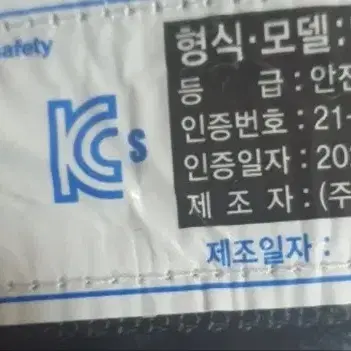 safety
형식·모델:
등 급 : 안전
인증번호 : 21-
인증일자 : 20
제 조 자 : (주
KCs
제조일자 :